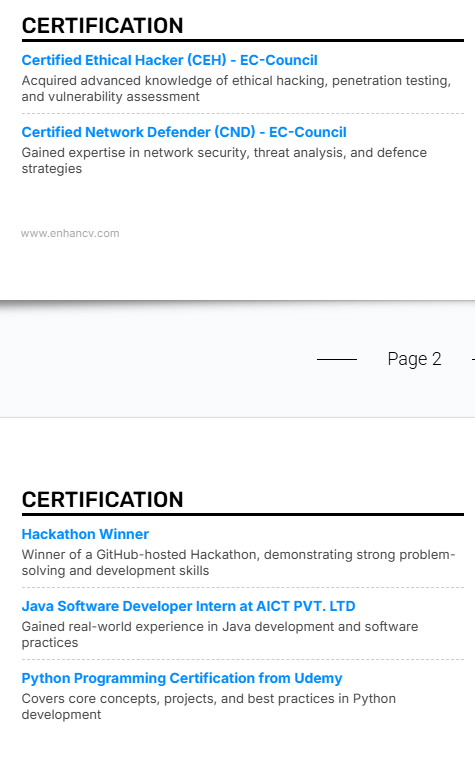 CERTIFICATION
Certified Ethical Hacker (CEH) - EC-Council
Acquired advanced knowledge of ethical hacking, penetration testing,
and vulnerability assessment
Certified Network Defender (CND) - EC-Council
Gained expertise in network security, threat analysis, and defence
strategies
www.enhancv.com
Page 2
CERTIFICATION
Hackathon Winner
Winner of a GitHub-hosted Hackathon, demonstrating strong problem-
solving and development skills
Java Software Developer Intern at AICT PVT. LTD
Gained real-world experience in Java development and software
practices
Python Programming Certification from Udemy
Covers core concepts, projects, and best practices in Python
development